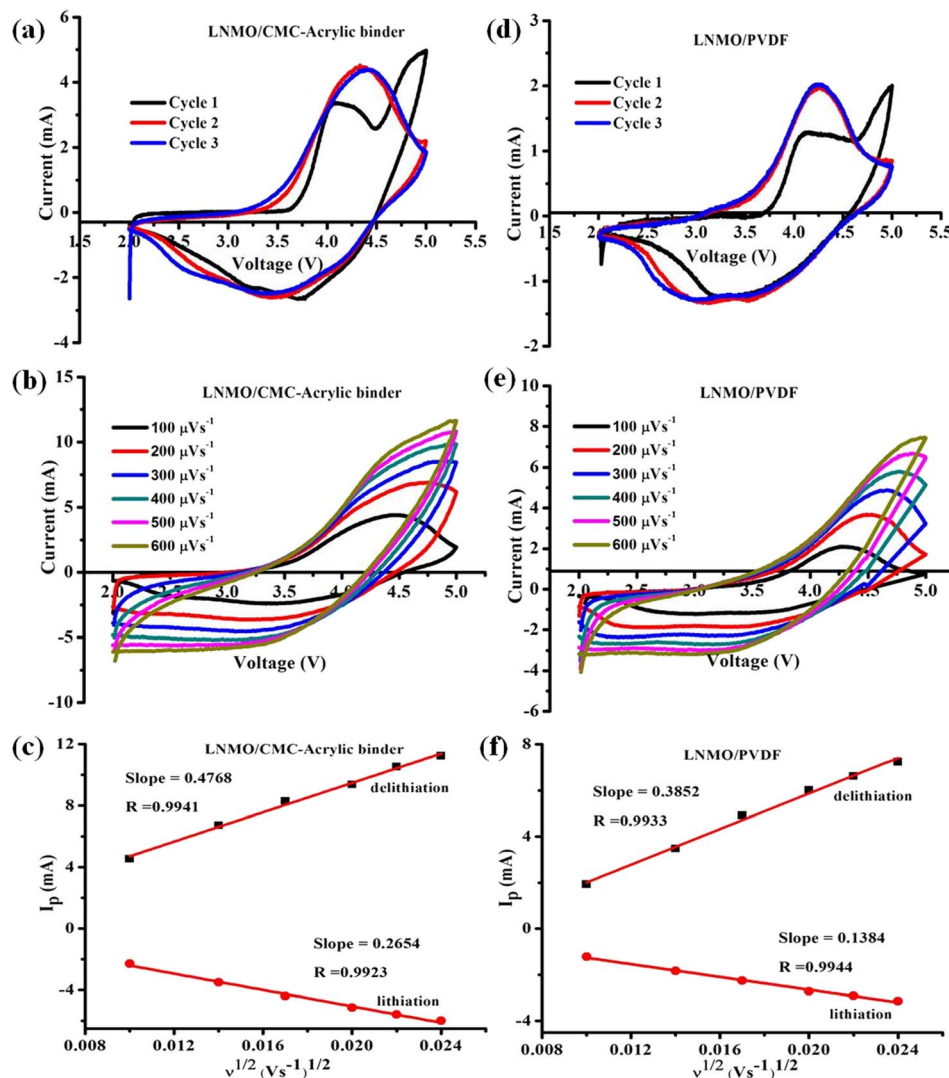 (a)
LNMO/CMC-Acrylic binder
Cycle 1
Cycle 2
Cycle 3
Current (mA)
6
4
2
0
-2
-4
1.5 2.0 2.5 3.0 3.5 4.0 4.5 5.0 5.5
Voltage (V)
(d)
LNMO/PVDF
Cycle 1
Cycle 2
Cycle 3
Current (mA)
3
2
1
0
-1
-2
1.5 2.0 2.5 3.0 3.5 4.0 4.5 5.0 5.5
Voltage (V)
(b)
LNMO/CMC-Acrylic binder
100 μVs⁻¹
200 μVs⁻¹
300 μVs⁻¹
400 μVs⁻¹
500 μVs⁻¹
600 μVs⁻¹
Current (mA)
15
10
5
0
-5
-10
2.0 2.5 3.0 3.5 4.0 4.5 5.0 5.5
Voltage (V)
(e)
LNMO/PVDF
100 μVs⁻¹
200 μVs⁻¹
300 μVs⁻¹
400 μVs⁻¹
500 μVs⁻¹
600 μVs⁻¹
Current (mA)
10
8
6
4
2
0
-2
-4
-6
2.0 2.5 3.0 3.5 4.0 4.5 5.0 5.5
Voltage (V)
(c)
LNMO/CMC-Acrylic binder
Slope = 0.4768
R =0.9941
delithiation
Slope = 0.2654
R =0.9923
lithiation
Iₚ (mA)
12
8
4
0
-4
0.008 0.012 0.016 0.020 0.024
ν¹ᐟ² (Vs⁻¹)¹ᐟ²
(f)
LNMO/PVDF
Slope = 0.3852
R =0.9933
delithiation
Slope = 0.1384
R =0.9944
lithiation
Iₚ (mA)
8
4
0
-4
0.008 0.012 0.016 0.020 0.024
ν¹ᐟ² (Vs⁻¹)¹ᐟ²